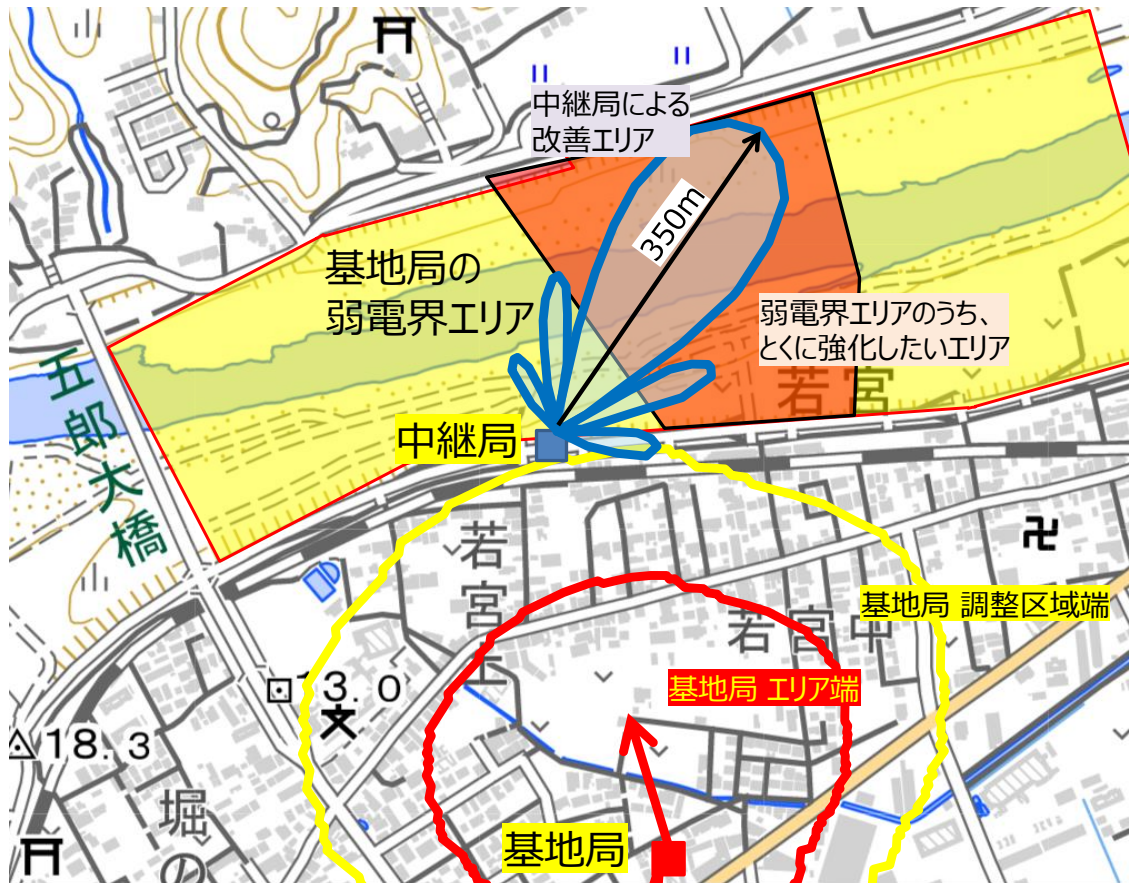 中継局による
改善エリア
350m
基地局の
弱電界エリア
弱電界エリアのうち、
とくに強化したいエリア
若宮
五郎大橋
中継局
若宮上
基地局 調整区域端
若宮中
基地局 エリア端
13.0
18.3
堀の
基地局